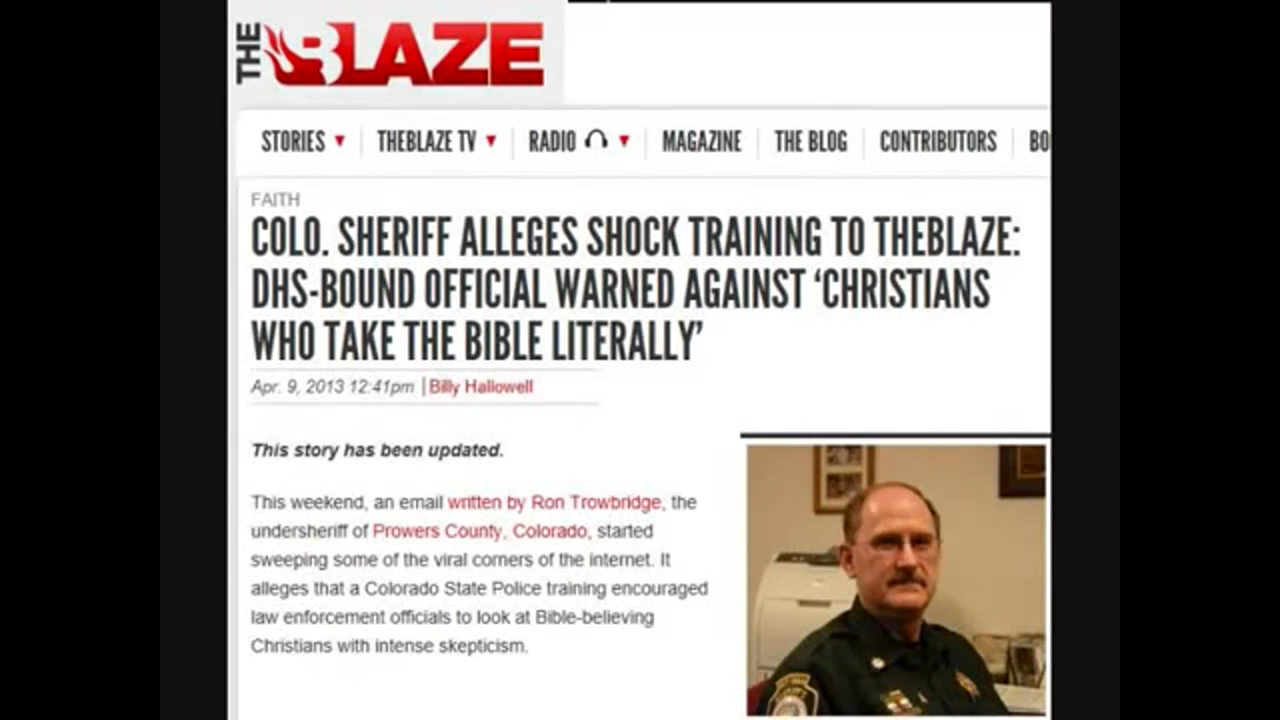 THE BLAZE
STORIES THEBLAZE TV RADIO MAGAZINE THE BLOG CONTRIBUTORS BO
FAITH
COLO. SHERIFF ALLEGES SHOCK TRAINING TO THEBLAZE:
DHS-BOUND OFFICIAL WARNED AGAINST ‘CHRISTIANS
WHO TAKE THE BIBLE LITERALLY’
Apr. 9, 2013 12:41pm | Billy Hallowell
This story has been updated.
This weekend, an email written by Ron Trowbridge, the
undersheriff of Prowers County, Colorado, started
sweeping some of the viral corners of the internet. It
alleges that a Colorado State Police training encouraged
law enforcement officials to look at Bible-believing
Christians with intense skepticism.